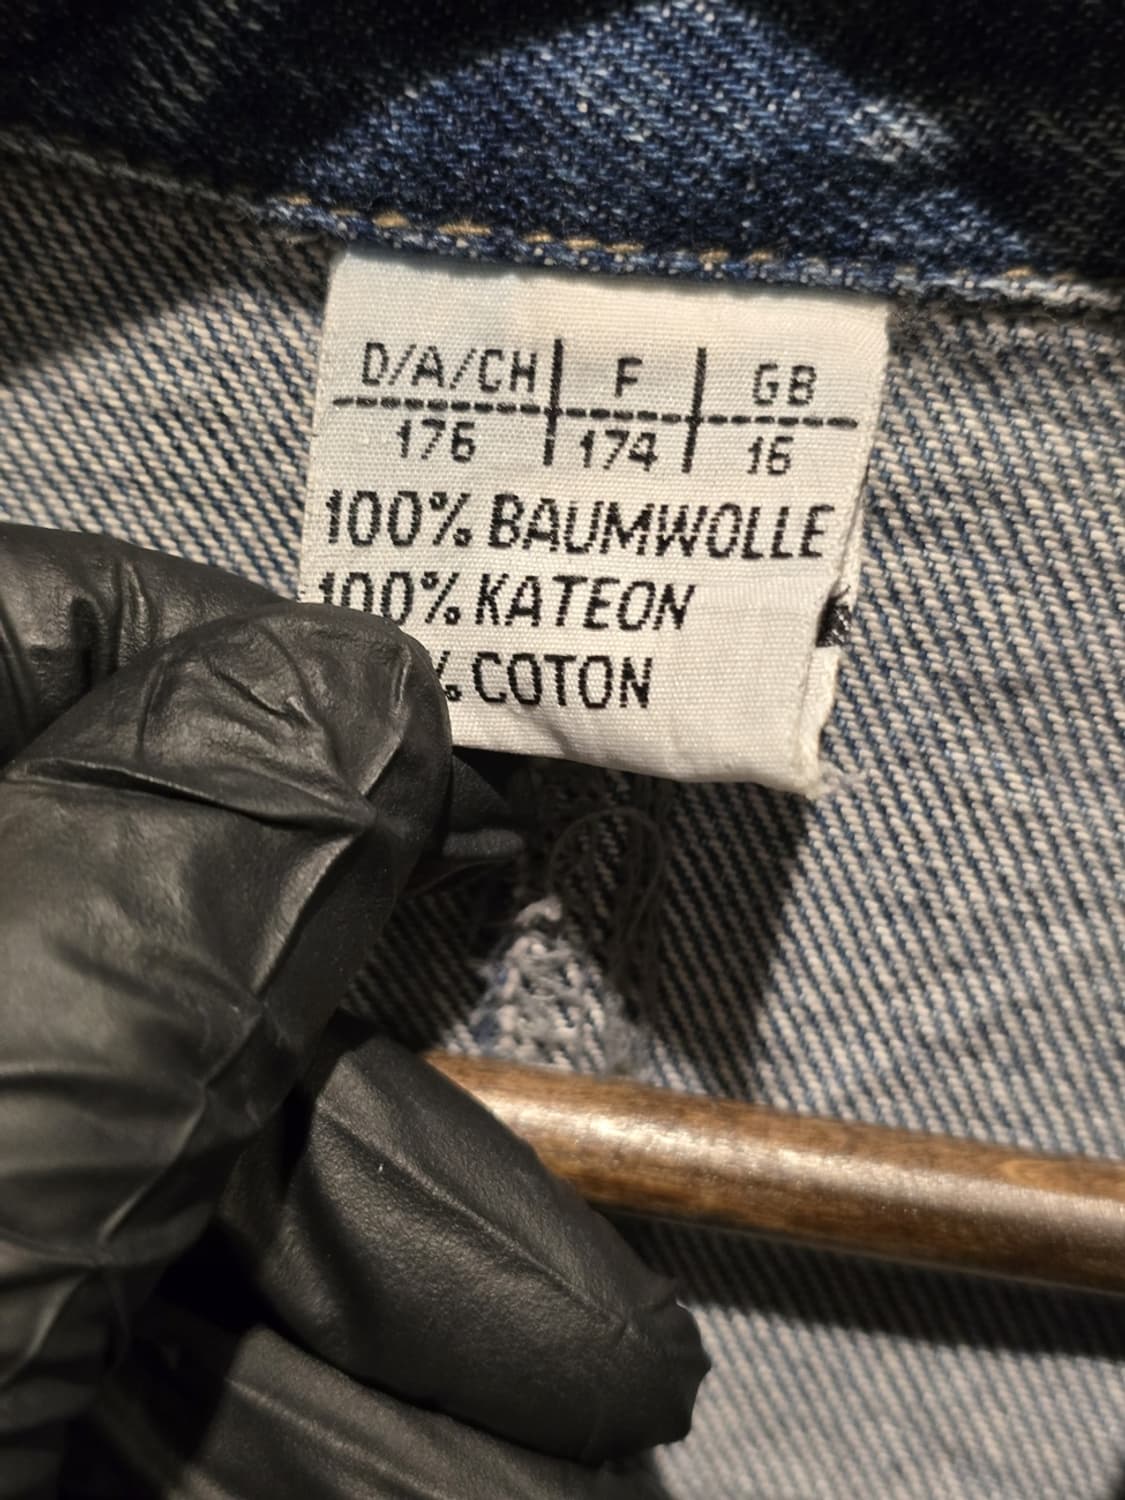 D/A/CH | F | GB
176 | 174 | 16
100% BAUMWOLLE
100% KATEON
% COTON